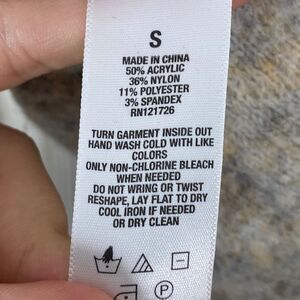 S
MADE IN CHINA
50% ACRYLIC
36% NYLON
11% POLYESTER
3% SPANDEX
RN121726
TURN GARMENT INSIDE OUT
HAND WASH COLD WITH LIKE
COLORS
ONLY NON-CHLORINE BLEACH
WHEN NEEDED
DO NOT WRING OR TWIST
RESHAPE, LAY FLAT TO DRY
COOL IRON IF NEEDED
OR DRY CLEAN
P